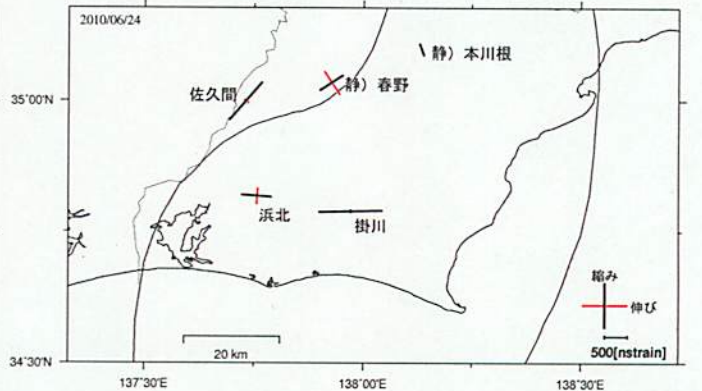 2010/06/24
静）本川根
佐久間
静）春野
35°00'N
浜北
掛川
縮み
伸び
20 km
500[nstrain]
34°30'N
137°30'E
138°00'E
138°30'E